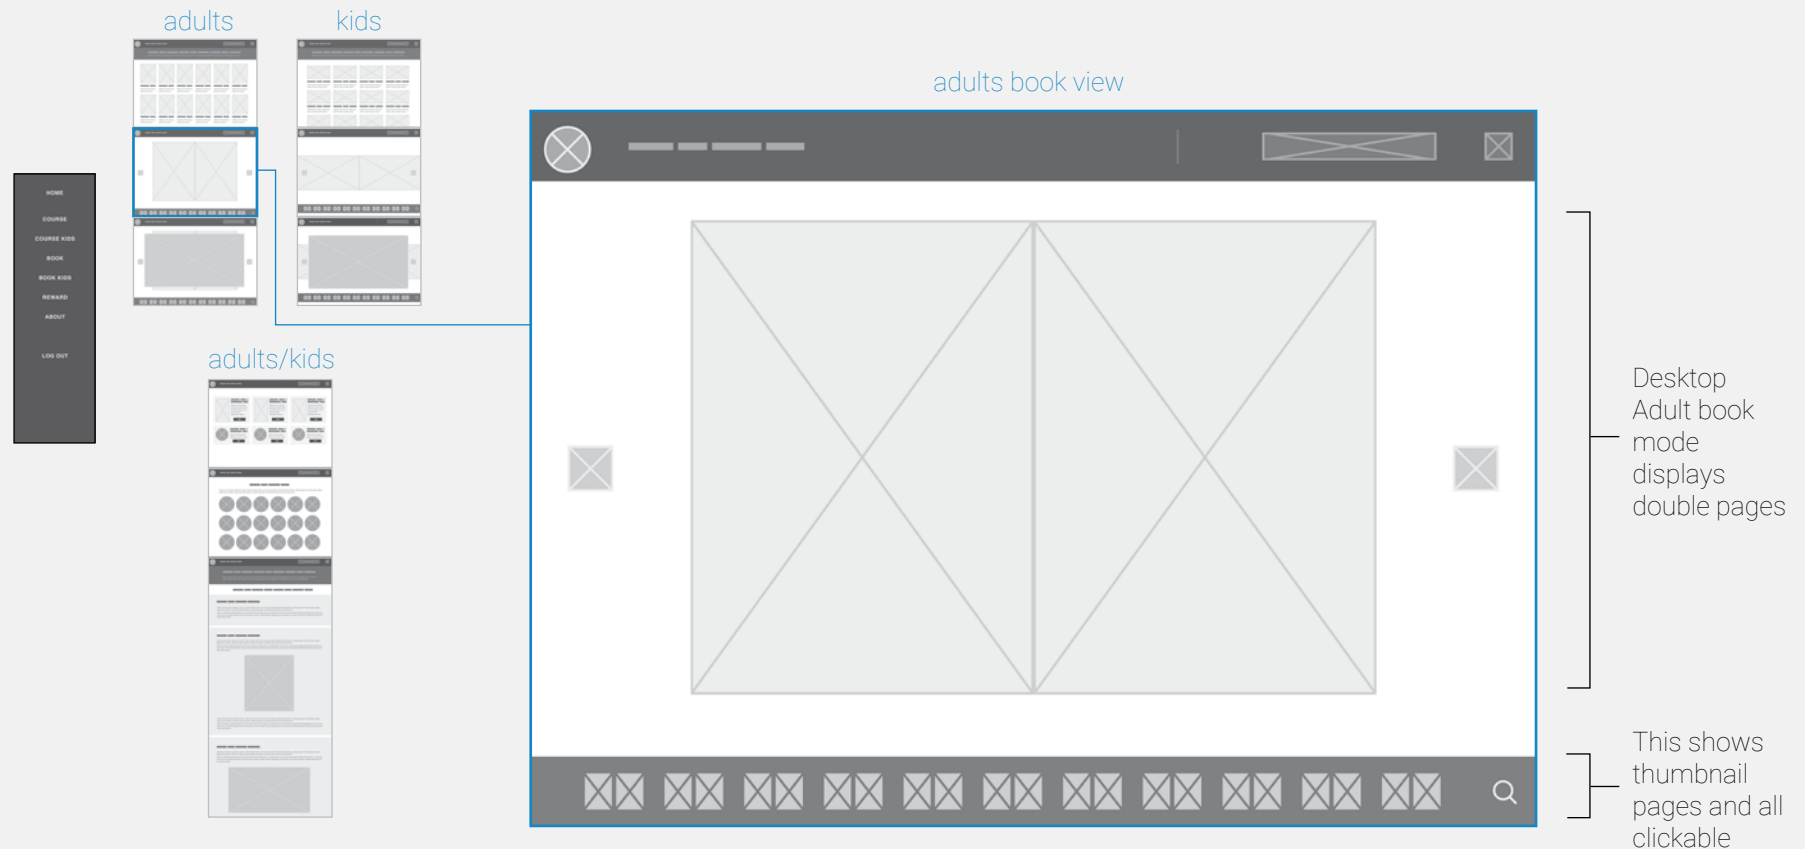 adults
kids
adults book view
HOME
COURSE
COURSE KIDS
BOOK
BOOK KIDS
REWARD
ABOUT
LOG OUT
adults/kids
Desktop
Adult book
mode
displays
double pages
This shows
thumbnail
pages and all
clickable